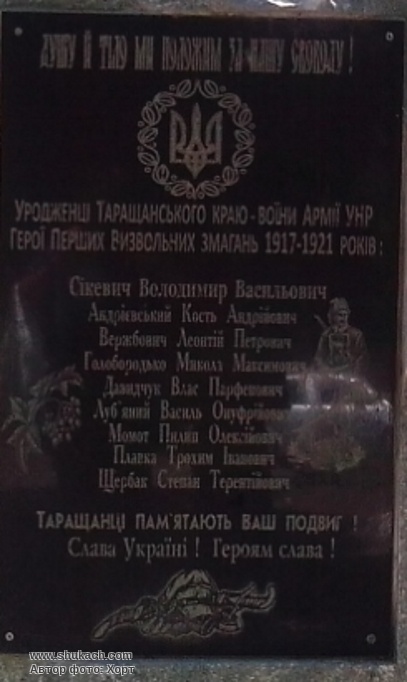 ДУШУ Й ТІЛО МИ ПОЛОЖИМ ЗА НАШУ СВОБОДУ !
УРОДЖЕНЦІ ТАРАЩАНСЬКОГО КРАЮ - ВОЇНИ АРМІЇ УНР
ГЕРОЇ ПЕРШИХ ВИЗВОЛЬНИХ ЗМАГАНЬ 1917-1921 РОКІВ :
Сікевич Володимир Васильович
Андрієвський Кость Андрійович
Вержбович Леонтій Петрович
Голобородько Микола Максимович
Давидчук Влас Парфенович
Луб'яний Василь Онуфрійович
Момот Пилип Олексійович
Плавка Трохим Іванович
Щербак Степан Терентійович
ТАРАЩАНЦІ ПАМ'ЯТАЮТЬ ВАШ ПОДВИГ !
Слава Україні ! Героям слава !
www.shukach.com
Автор фото: Хорт